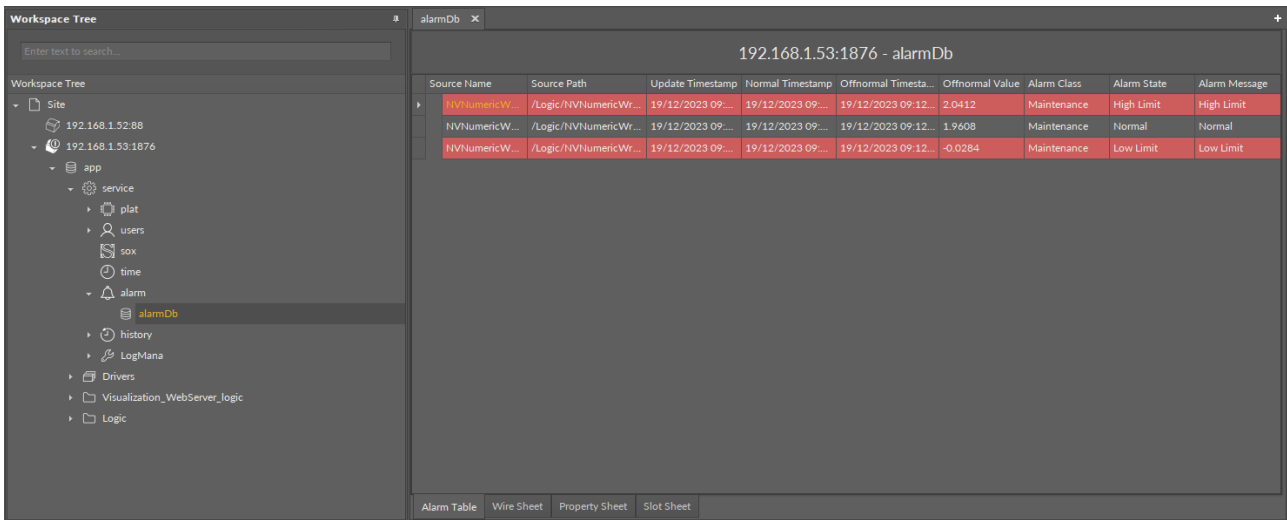 Workspace Tree
Enter text to search...
Workspace Tree
Site
192.168.1.52:88
192.168.1.53:1876
app
service
plat
users
sox
time
alarm
alarmDb
history
LogMana
Drivers
Visualization_WebServer_logic
Logic
alarmDb
192.168.1.53:1876 - alarmDb
Source Name Source Path Update Timestamp Normal Timestamp Offnormal Timesta... Offnormal Value Alarm Class Alarm State Alarm Message
NVNumericW... /Logic/NVNumericWr... 19/12/2023 09:... 19/12/2023 09:... 19/12/2023 09:12... 2.0412 Maintenance High Limit High Limit
NVNumericW... /Logic/NVNumericWr... 19/12/2023 09:... 19/12/2023 09:... 19/12/2023 09:12... 1.9608 Maintenance Normal Normal
NVNumericW... /Logic/NVNumericWr... 19/12/2023 09:... 19/12/2023 09:... 19/12/2023 09:12... -0.0284 Maintenance Low Limit Low Limit
Alarm Table Wire Sheet Property Sheet Slot Sheet